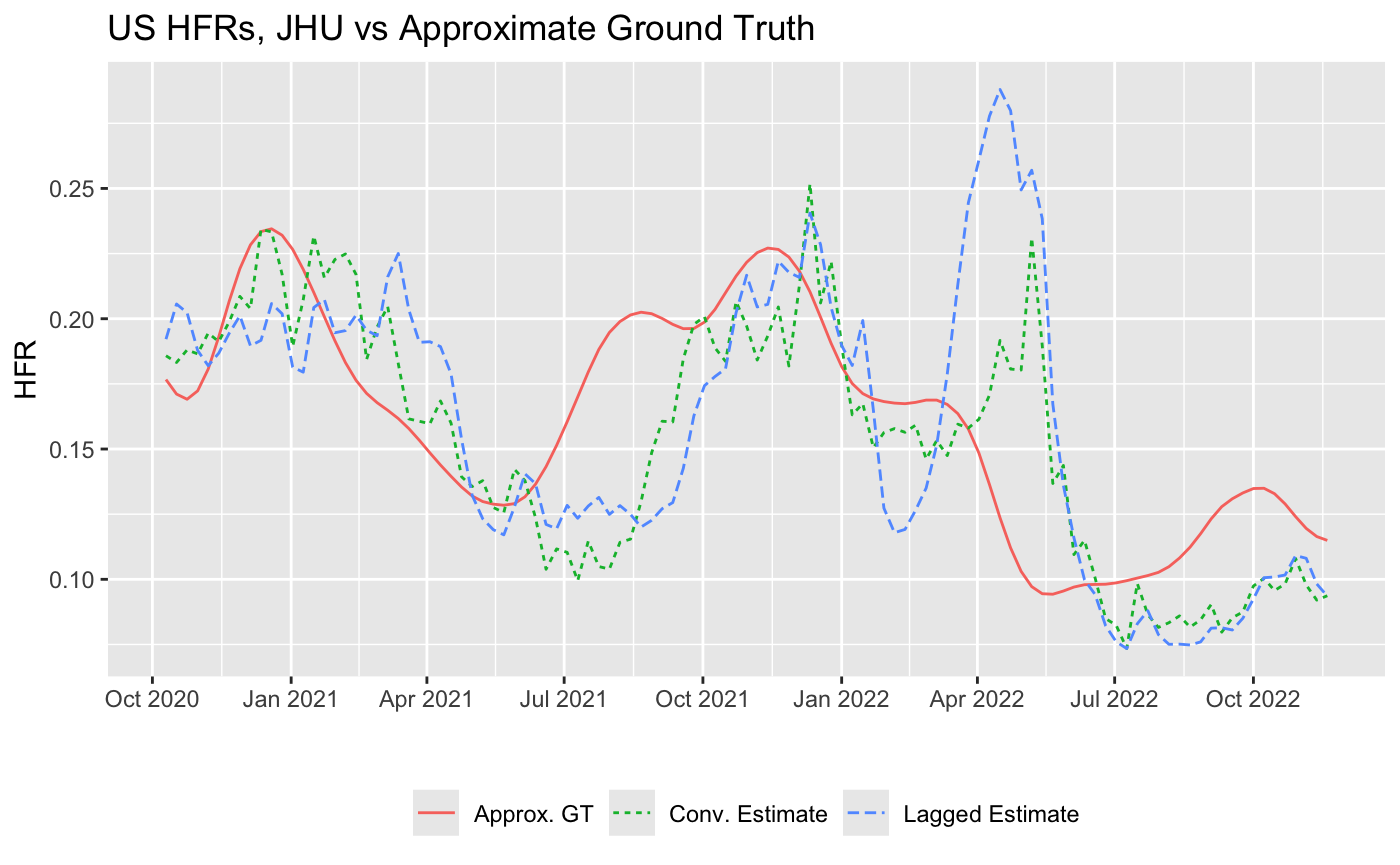 US HFRs, JHU vs Approximate Ground Truth
HFR
0.25
0.20
0.15
0.10
Oct 2020 Jan 2021 Apr 2021 Jul 2021 Oct 2021 Jan 2022 Apr 2022 Jul 2022 Oct 2022
Approx. GT Conv. Estimate Lagged Estimate